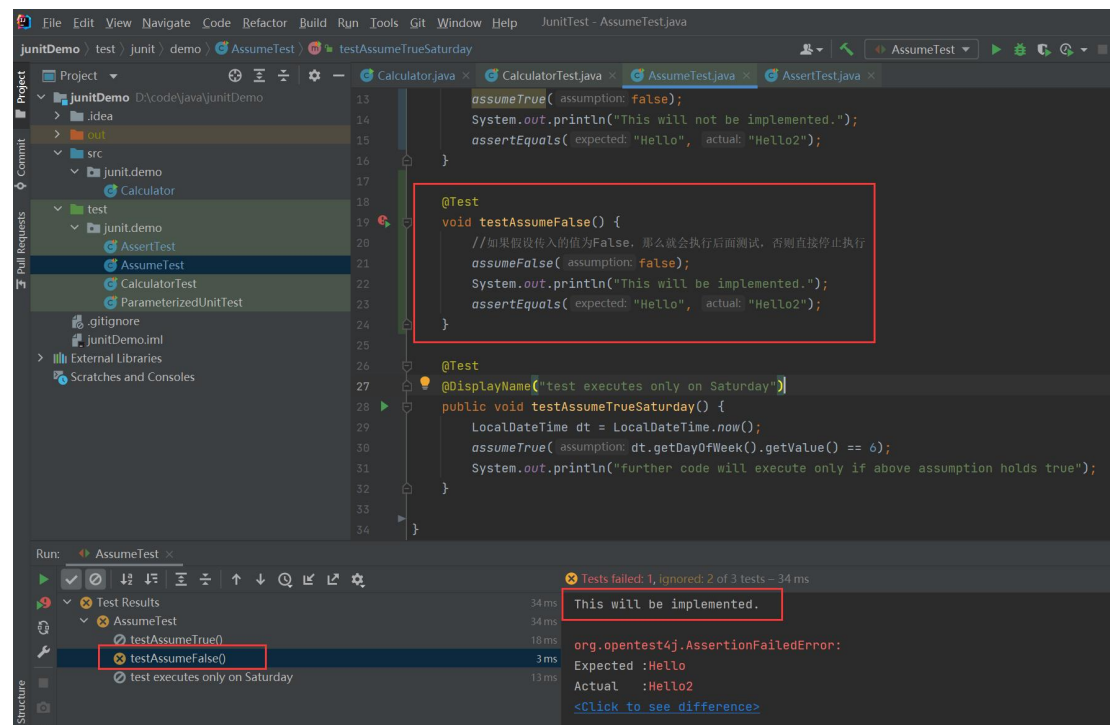 File Edit View Navigate Code Refactor Build Run Tools Git Window Help JunitTest - AssumeTest.java
junitDemo test junit demo AssumeTest testAssumeTrueSaturday AssumeTest
Project Calculator.java CalculatorTest.java AssumeTest.java AssertTest.java
Project
Commit
Pull Requests
Structure
junitDemo D:\code\java\junitDemo
.idea
out
src
junit.demo
Calculator
test
junit.demo
AssertTest
AssumeTest
CalculatorTest
ParameterizedUnitTest
.gitignore
junitDemo.iml
External Libraries
Scratches and Consoles
13 assumeTrue( assumption: false);
14 System.out.println("This will not be implemented.");
15 assertEquals( expected: "Hello", actual: "Hello2");
16 }
17
18 @Test
19 void testAssumeFalse() {
20 //如果假设传入的值为False，那么就会执行后面测试，否则直接停止执行
21 assumeFalse( assumption: false);
22 System.out.println("This will be implemented.");
23 assertEquals( expected: "Hello", actual: "Hello2");
24 }
25
26 @Test
27 @DisplayName("test executes only on Saturday")
28 public void testAssumeTrueSaturday() {
29 LocalDateTime dt = LocalDateTime.now();
30 assumeTrue( assumption: dt.getDayOfWeek().getValue() == 6);
31 System.out.println("further code will execute only if above assumption holds true");
32 }
33
34 }
Run: AssumeTest
Tests failed: 1, ignored: 2 of 3 tests – 34 ms
Test Results 34 ms
AssumeTest 34 ms
testAssumeTrue() 18 ms
testAssumeFalse() 3 ms
test executes only on Saturday 13 ms
This will be implemented.
org.opentest4j.AssertionFailedError:
Expected :Hello
Actual :Hello2
<Click to see difference>